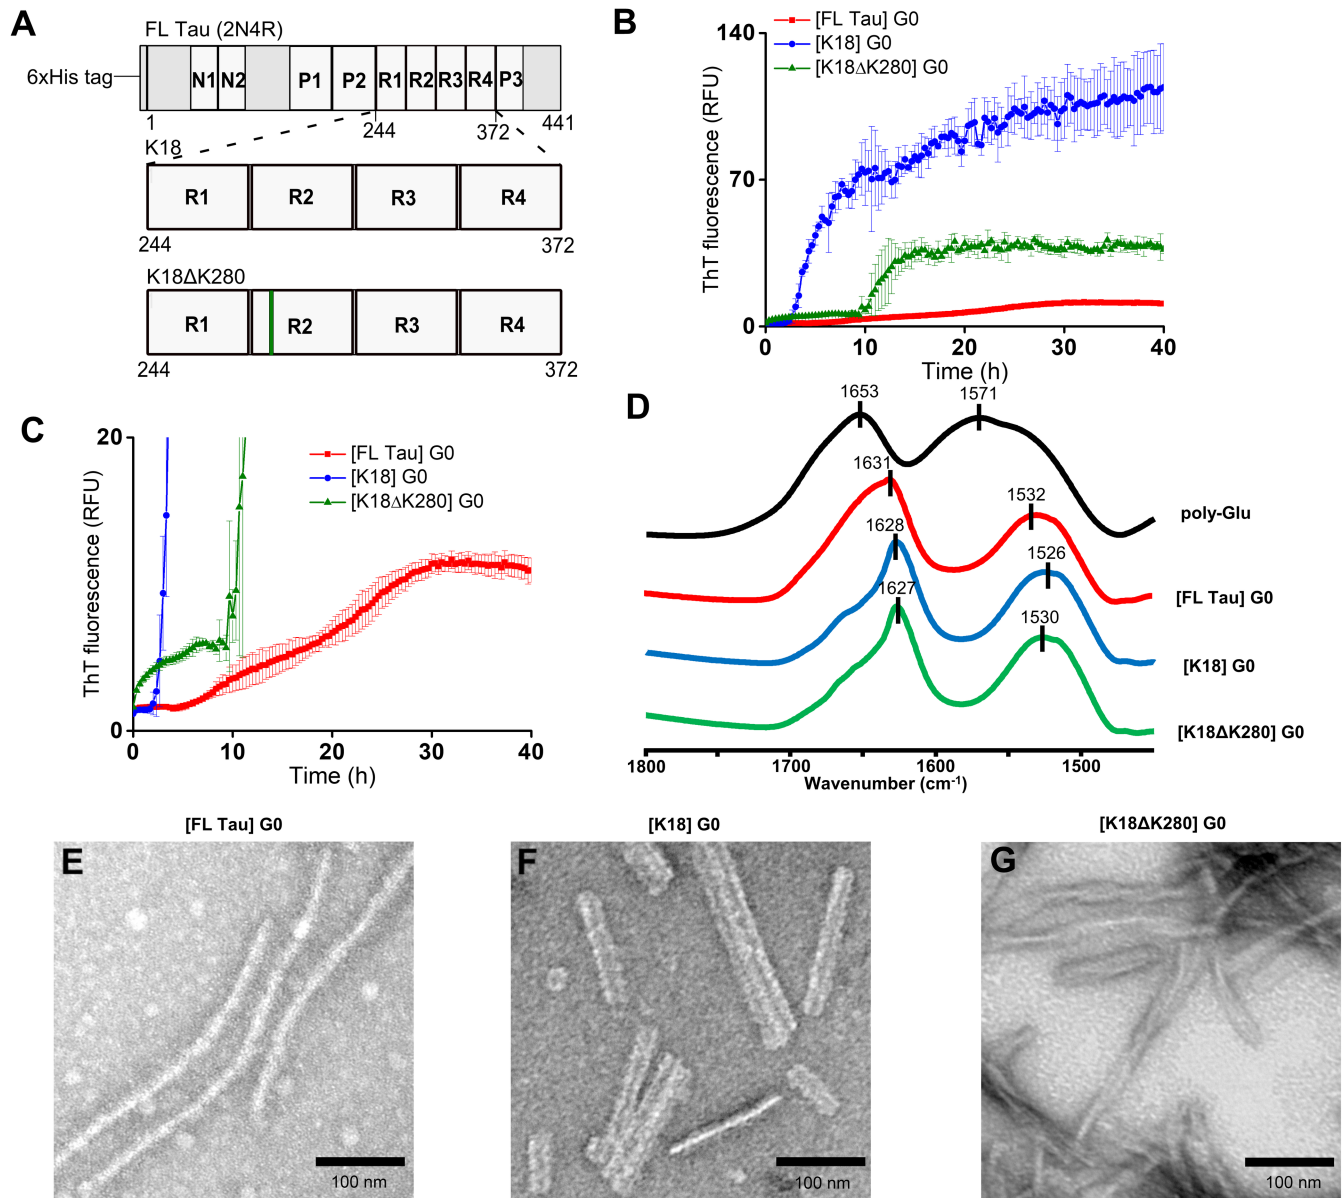 A
FL Tau (2N4R)
6xHis tag
N1 N2 P1 P2 R1 R2 R3 R4 P3
1 244 372 441
K18
R1 R2 R3 R4
244 372
K18ΔK280
R1 R2 R3 R4
244 372
B
[FL Tau] G0
[K18] G0
[K18ΔK280] G0
ThT fluorescence (RFU)
140
70
0
0 10 20 30 40
Time (h)
C
[FL Tau] G0
[K18] G0
[K18ΔK280] G0
ThT fluorescence (RFU)
20
10
0
0 10 20 30 40
Time (h)
D
1653 1571
poly-Glu
1631 1532
[FL Tau] G0
1628 1526
[K18] G0
1627 1530
[K18ΔK280] G0
1800 1700 1600 1500
Wavenumber (cm-1)
[FL Tau] G0
E
100 nm
[K18] G0
F
100 nm
[K18ΔK280] G0
G
100 nm